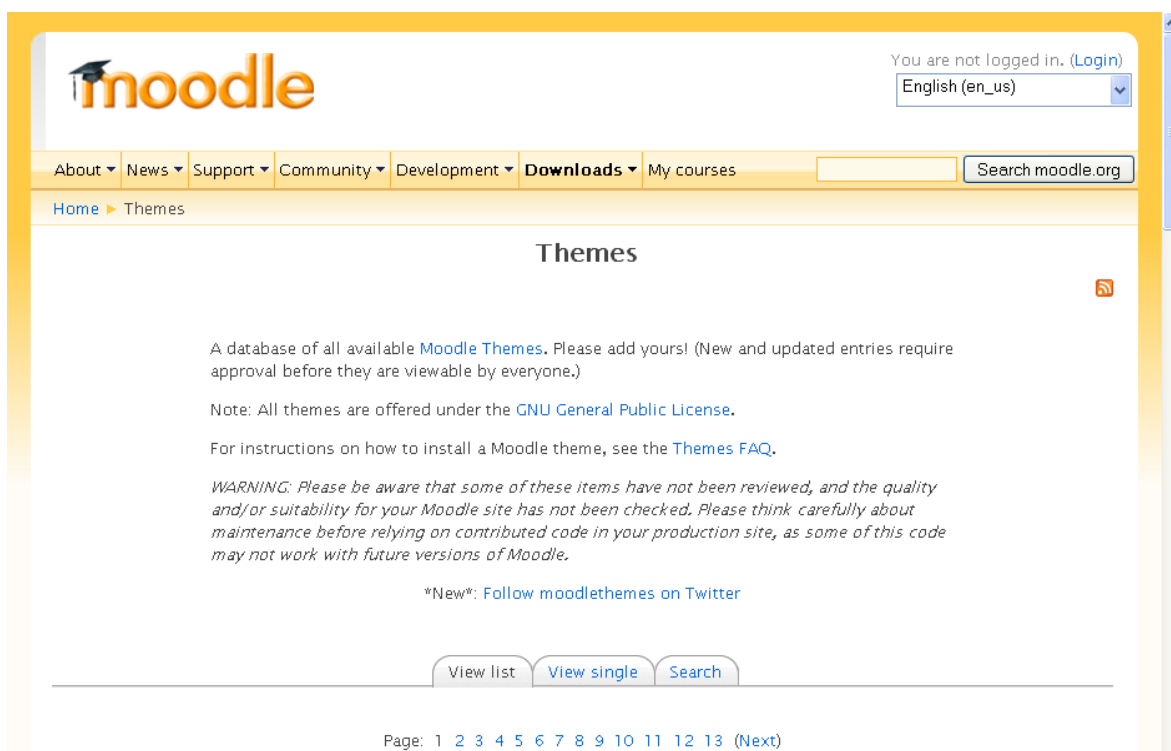 moodle
You are not logged in. (Login)
English (en_us)
About News Support Community Development Downloads My courses Search moodle.org
Home Themes
Themes
A database of all available Moodle Themes. Please add yours! (New and updated entries require
approval before they are viewable by everyone.)
Note: All themes are offered under the GNU General Public License.
For instructions on how to install a Moodle theme, see the Themes FAQ.
WARNING: Please be aware that some of these items have not been reviewed, and the quality
and/or suitability for your Moodle site has not been checked. Please think carefully about
maintenance before relying on contributed code in your production site, as some of this code
may not work with future versions of Moodle.
*New*: Follow moodlethemes on Twitter
View list View single Search
Page: 1 2 3 4 5 6 7 8 9 10 11 12 13 (Next)